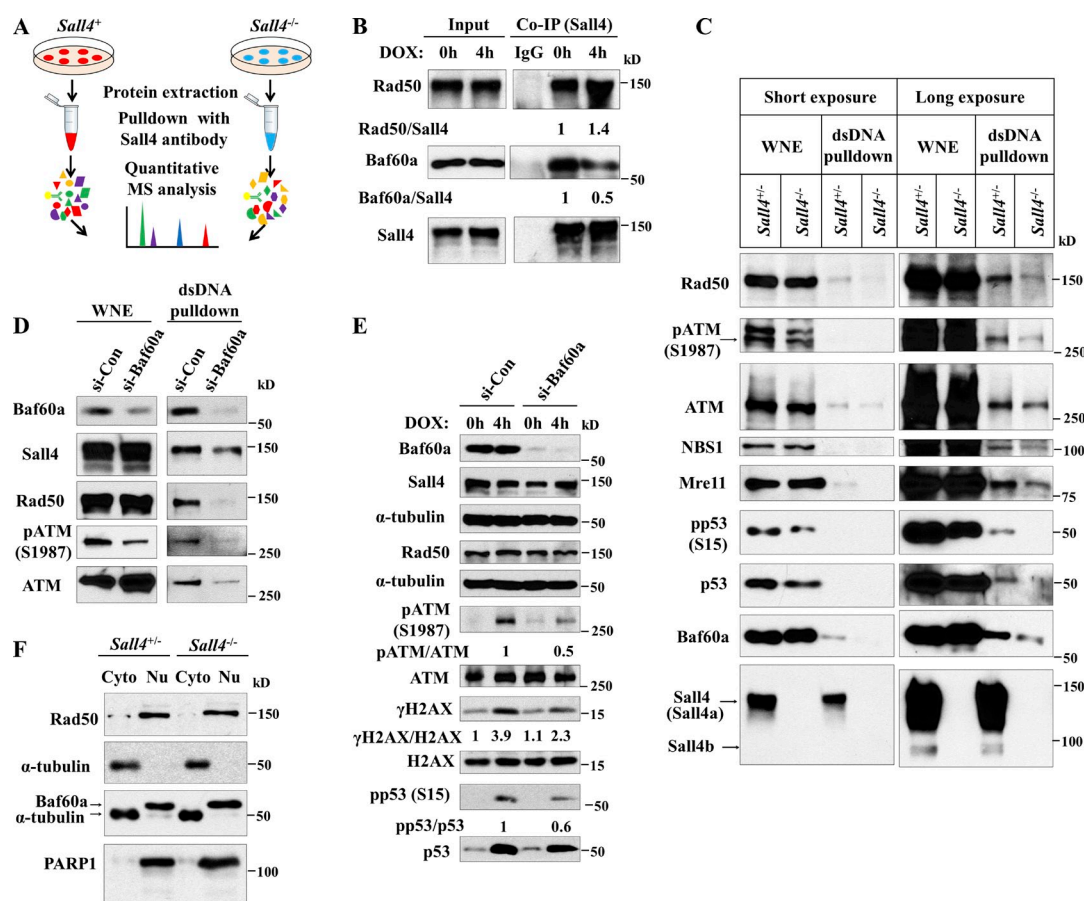 A
Sall4+
Sall4-/-
Protein extraction
Pulldown with
Sall4 antibody
Quantitative
MS analysis
B
Input
Co-IP (Sall4)
DOX: 0h 4h IgG 0h 4h
kD
Rad50
150
Rad50/Sall4 1 1.4
Baf60a
50
Baf60a/Sall4 1 0.5
Sall4
150
C
Short exposure
Long exposure
WNE
dsDNA
pulldown
WNE
dsDNA
pulldown
Sall4+/-
Sall4-/-
Sall4+/-
Sall4-/-
Sall4+/-
Sall4-/-
Sall4+/-
Sall4-/-
kD
Rad50
150
pATM
(S1987)
250
ATM
250
NBS1
100
Mre11
75
pp53
(S15)
50
p53
50
Baf60a
50
Sall4
(Sall4a)
150
Sall4b
100
D
WNE
dsDNA
pulldown
si-Con
si-Baf60a
si-Con
si-Baf60a
kD
Baf60a
50
Sall4
150
Rad50
150
pATM
(S1987)
250
ATM
250
E
si-Con
si-Baf60a
DOX: 0h 4h 0h 4h
kD
Baf60a
50
Sall4
150
α-tubulin
50
Rad50
150
α-tubulin
50
pATM
(S1987)
250
pATM/ATM 1 0.5
ATM
250
γH2AX
15
γH2AX/H2AX 1 3.9 1.1 2.3
H2AX
15
pp53 (S15)
50
pp53/p53 1 0.6
p53
50
F
Sall4+/-
Sall4-/-
Cyto Nu Cyto Nu
kD
Rad50
150
α-tubulin
50
Baf60a
α-tubulin
50
PARP1
100